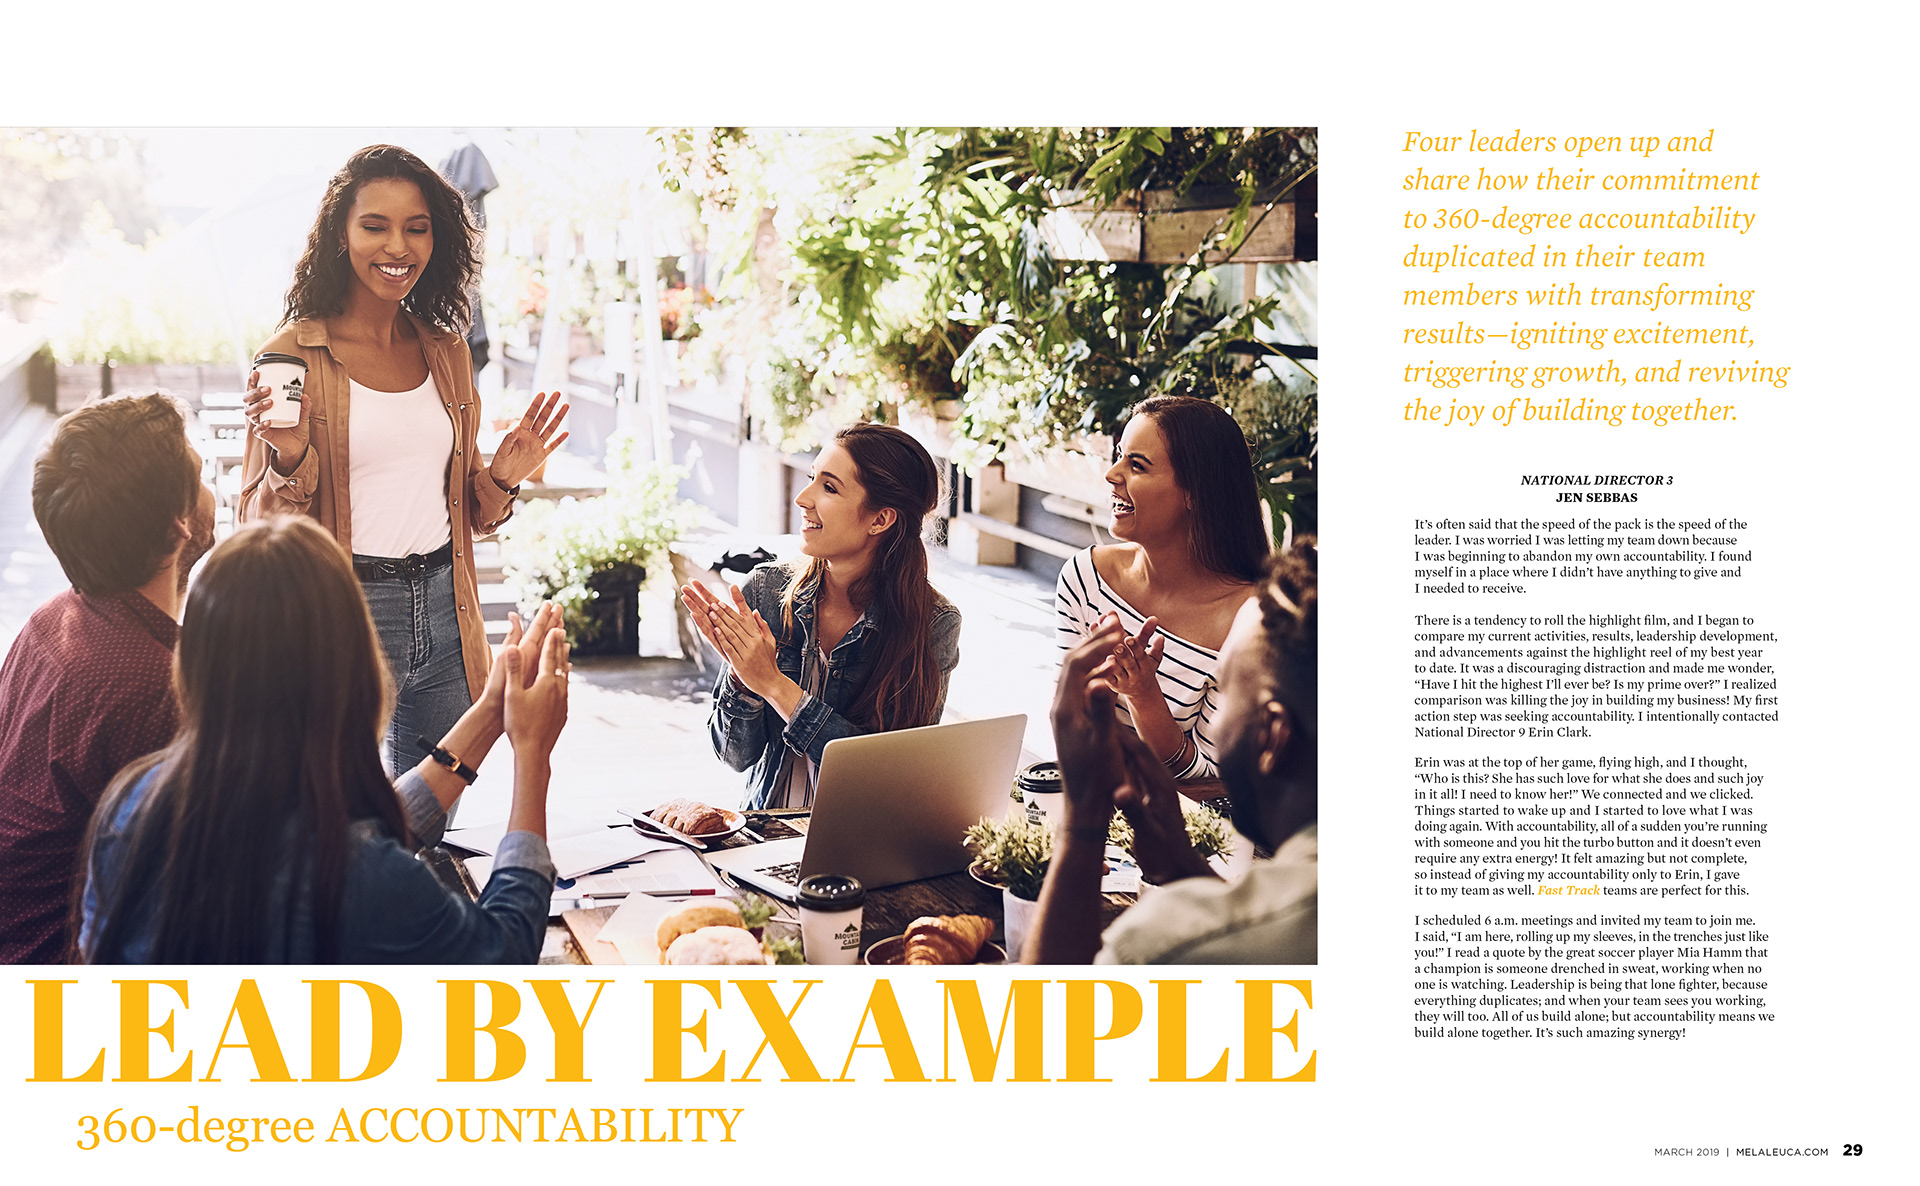 MOUNTAIN
CABIN
MOUNTAIN
CABIN
LEAD BY EXAMPLE
360-degree ACCOUNTABILITY
Four leaders open up and
share how their commitment
to 360-degree accountability
duplicated in their team
members with transforming
results—igniting excitement,
triggering growth, and reviving
the joy of building together.
NATIONAL DIRECTOR 3
JEN SEBBAS
It’s often said that the speed of the pack is the speed of the
leader. I was worried I was letting my team down because
I was beginning to abandon my own accountability. I found
myself in a place where I didn’t have anything to give and
I needed to receive.
There is a tendency to roll the highlight film, and I began to
compare my current activities, results, leadership development,
and advancements against the highlight reel of my best year
to date. It was a discouraging distraction and made me wonder,
“Have I hit the highest I’ll ever be? Is my prime over?” I realized
comparison was killing the joy in building my business! My first
action step was seeking accountability. I intentionally contacted
National Director 9 Erin Clark.
Erin was at the top of her game, flying high, and I thought,
“Who is this? She has such love for what she does and such joy
in it all! I need to know her!” We connected and we clicked.
Things started to wake up and I started to love what I was
doing again. With accountability, all of a sudden you’re running
with someone and you hit the turbo button and it doesn’t even
require any extra energy! It felt amazing but not complete,
so instead of giving my accountability only to Erin, I gave
it to my team as well. Fast Track teams are perfect for this.
I scheduled 6 a.m. meetings and invited my team to join me.
I said, “I am here, rolling up my sleeves, in the trenches just like
you!” I read a quote by the great soccer player Mia Hamm that
a champion is someone drenched in sweat, working when no
one is watching. Leadership is being that lone fighter, because
everything duplicates; and when your team sees you working,
they will too. All of us build alone; but accountability means we
build alone together. It’s such amazing synergy!
MARCH 2019 | MELALEUCA.COM 29